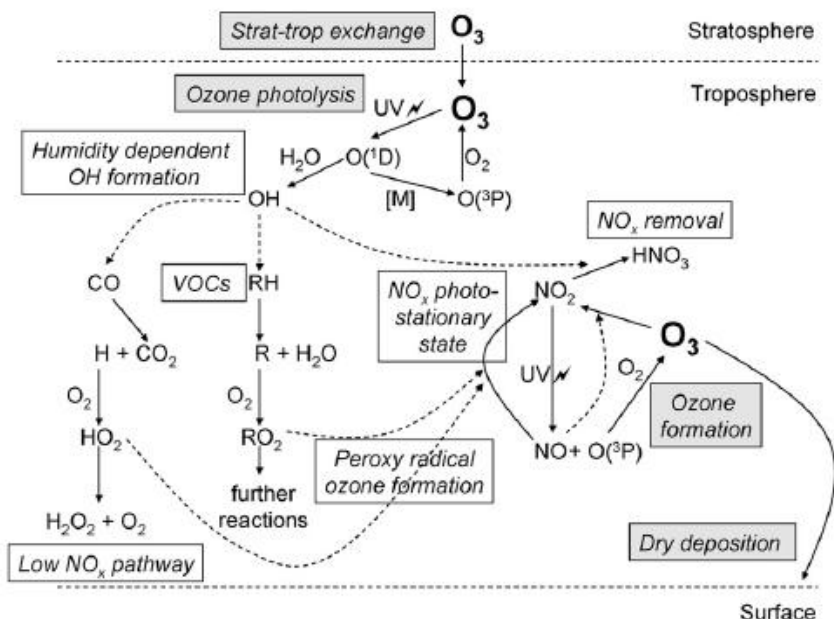 Strat-trop exchange
O₃
Stratosphere
Ozone photolysis
UV
O₃
Troposphere
Humidity dependent
OH formation
H₂O
O(¹D)
O₂
OH
[M]
O(³P)
NOₓ removal
HNO₃
CO
VOCs
RH
NOₓ photo-
stationary
state
NO₂
H + CO₂
R + H₂O
O₃
UV
O₂
O₂
O₂
Ozone
formation
HO₂
RO₂
NO+ O(³P)
Peroxy radical
ozone formation
further
reactions
H₂O₂ + O₂
Low NOₓ pathway
Dry deposition
Surface